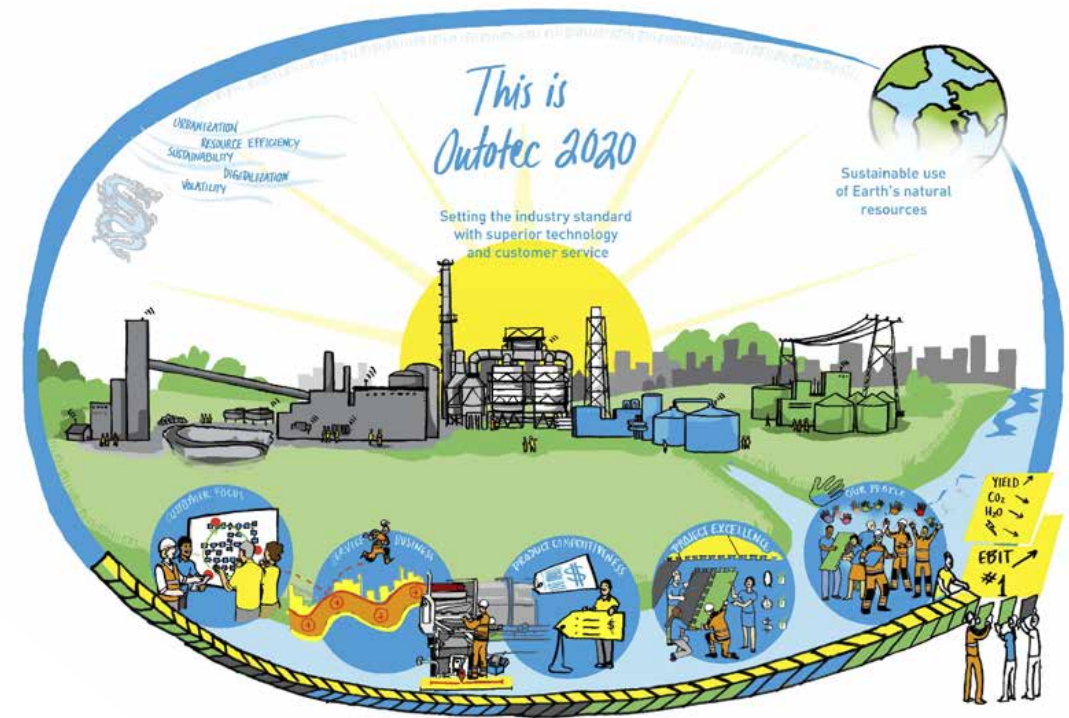 This is
Outotec 2020
URBANIZATION
RESOURCE EFFICIENCY
SUSTAINABILITY
DIGITALIZATION
VOLATILITY
Setting the industry standard
with superior technology
and customer service
Sustainable use
of Earth's natural
resources
CUSTOMER FOCUS
SERVICE BUSINESS
PRODUCT COMPETITIVENESS
$
$
PROJECT EXCELLENCE
OUR PEOPLE
YIELD ↗
CO₂ ↘
H₂O ↘
EBIT ↗
#1